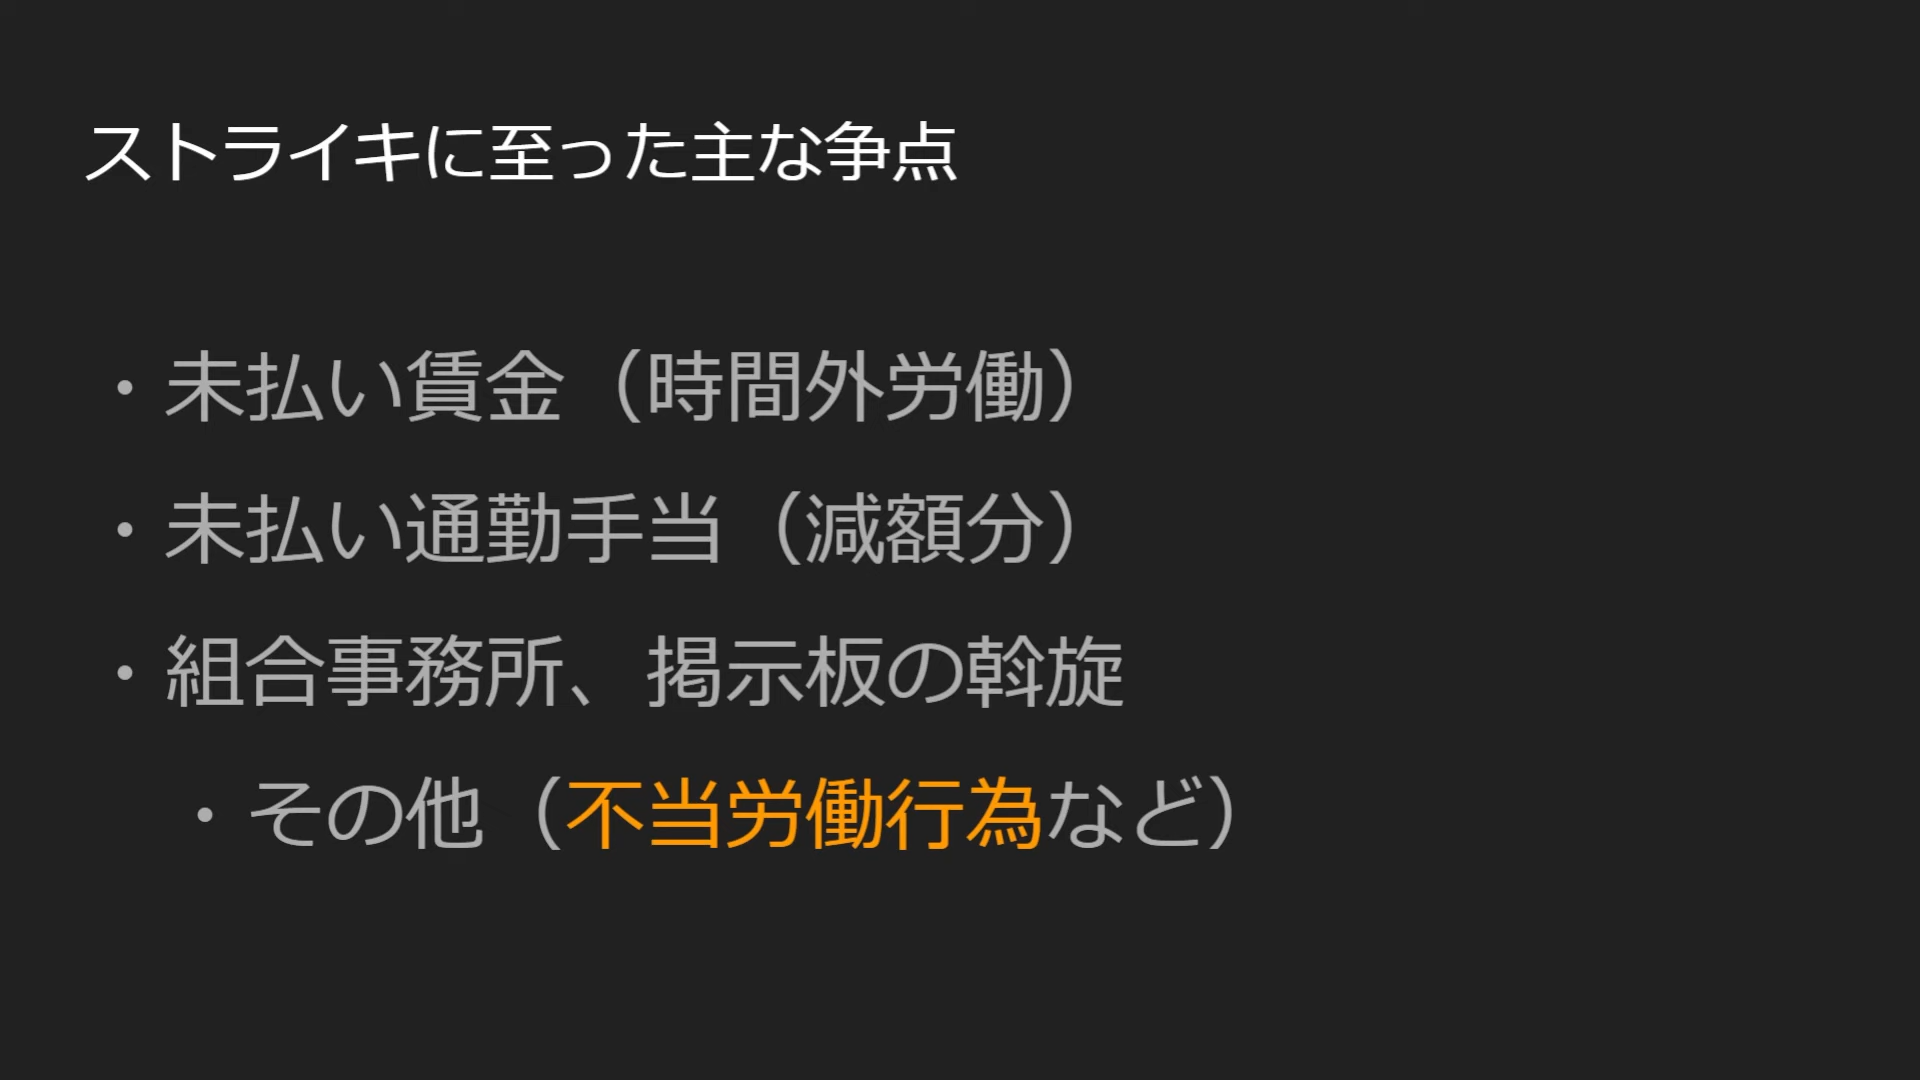 ストライキに至った主な争点
・未払い賃金（時間外労働）
・未払い通勤手当（減額分）
・組合事務所、掲示板の斡旋
・その他（不当労働行為など）